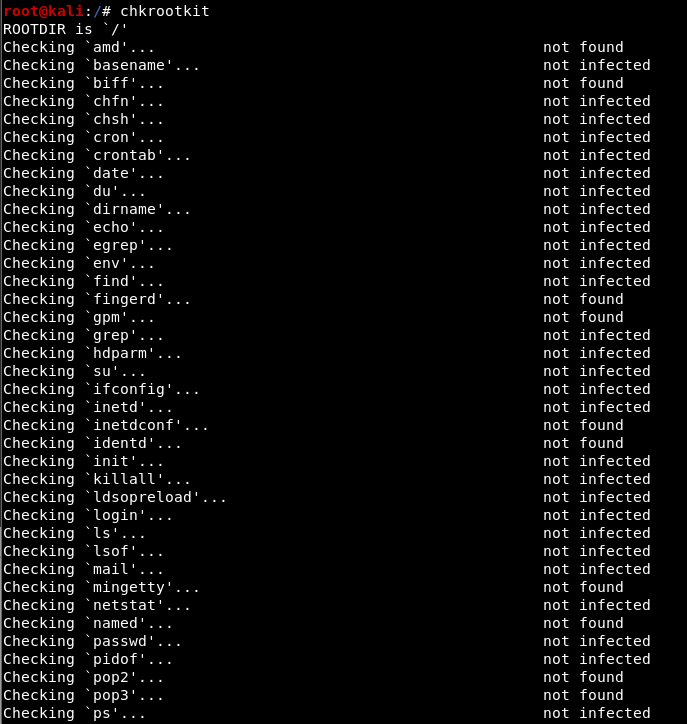 root@kali:/# chkrootkit
ROOTDIR is `/'
Checking `amd'... not found
Checking `basename'... not infected
Checking `biff'... not found
Checking `chfn'... not infected
Checking `chsh'... not infected
Checking `cron'... not infected
Checking `crontab'... not infected
Checking `date'... not infected
Checking `du'... not infected
Checking `dirname'... not infected
Checking `echo'... not infected
Checking `egrep'... not infected
Checking `env'... not infected
Checking `find'... not infected
Checking `fingerd'... not found
Checking `gpm'... not found
Checking `grep'... not infected
Checking `hdparm'... not infected
Checking `su'... not infected
Checking `ifconfig'... not infected
Checking `inetd'... not infected
Checking `inetdconf'... not found
Checking `identd'... not found
Checking `init'... not infected
Checking `killall'... not infected
Checking `ldsopreload'... not infected
Checking `login'... not infected
Checking `ls'... not infected
Checking `lsof'... not infected
Checking `mail'... not infected
Checking `mingetty'... not found
Checking `netstat'... not infected
Checking `named'... not found
Checking `passwd'... not infected
Checking `pidof'... not infected
Checking `pop2'... not found
Checking `pop3'... not found
Checking `ps'... not infected